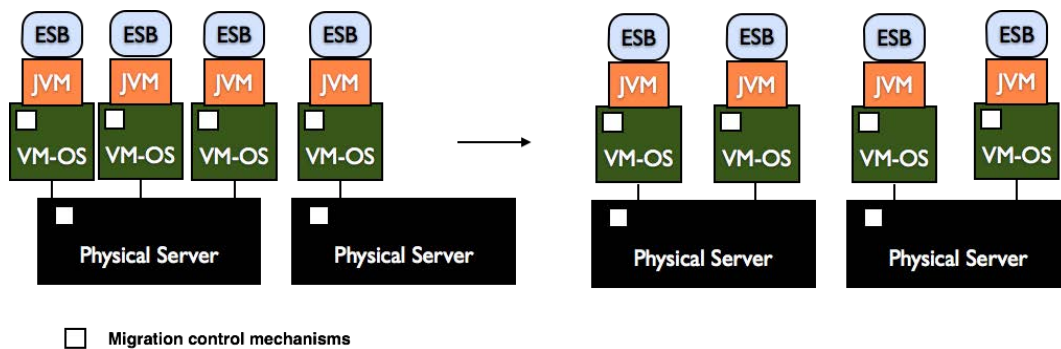 ESB ESB ESB ESB ESB ESB ESB ESB
JVM JVM JVM JVM JVM JVM JVM JVM
VM-OS VM-OS VM-OS VM-OS VM-OS VM-OS VM-OS VM-OS
Physical Server Physical Server Physical Server Physical Server
Migration control mechanisms